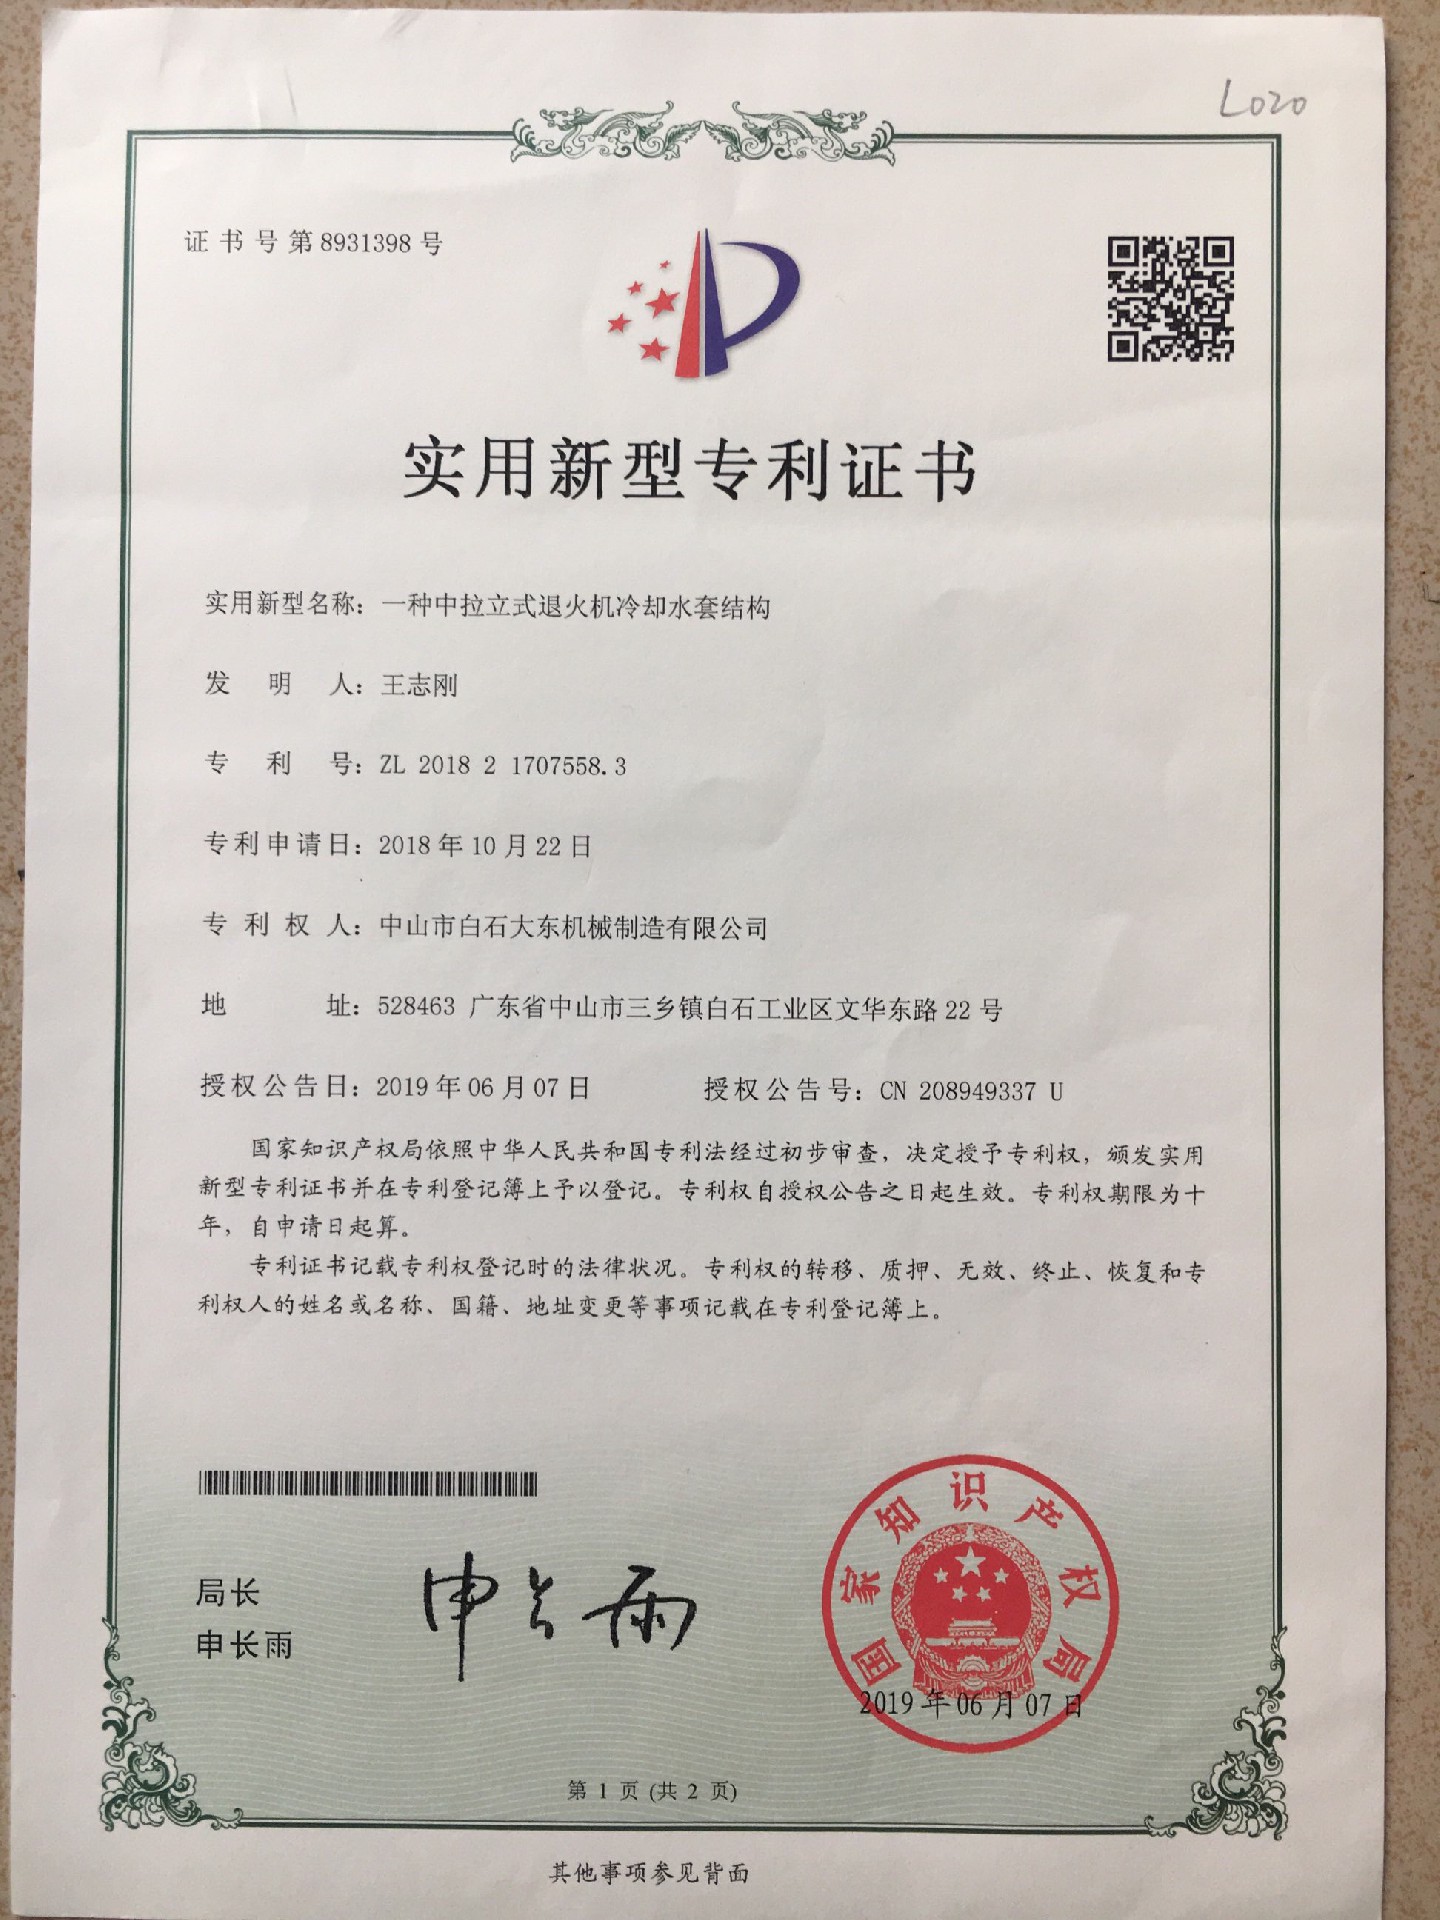 L020
证书号第8931398号
实用新型专利证书
实用新型名称：一种中拉立式退火机冷却水套结构
发明人：王志刚
专利号：ZL 2018 2 1707558.3
专利申请日：2018年10月22日
专利权人：中山市白石大东机械制造有限公司
地址：528463 广东省中山市三乡镇白石工业区文华东路22号
授权公告日：2019年06月07日 授权公告号：CN 208949337 U
国家知识产权局依照中华人民共和国专利法经过初步审查，决定授予专利权，颁发实用
新型专利证书并在专利登记簿上予以登记。专利权自授权公告之日起生效。专利权期限为十
年，自申请日起算。
专利证书记载专利权登记时的法律状况。专利权的转移、质押、无效、终止、恢复和专
利权人的姓名或名称、国籍、地址变更等事项记载在专利登记簿上。
局长
申长雨
申长雨
国家知识产权局
2019年06月07日
第 1 页 (共 2 页)
其他事项参见背面